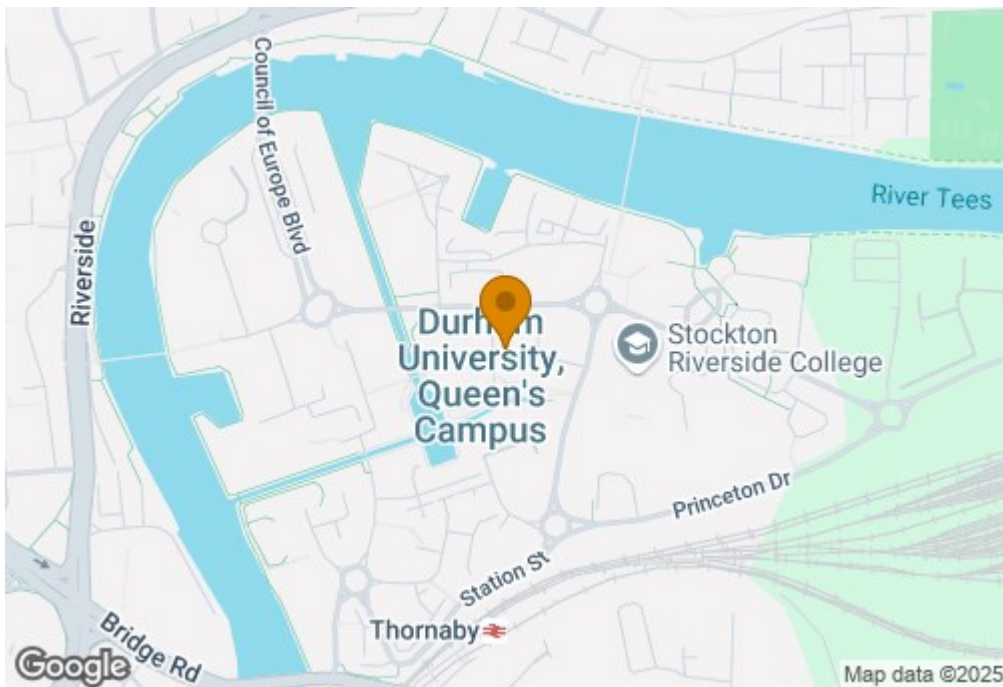 Council of Europe Blvd
River Tees
Riverside
Durham
University,
Queen's
Campus
Stockton
Riverside College
Princeton Dr
Station St
Thornaby
Bridge Rd
Google
Map data ©2025